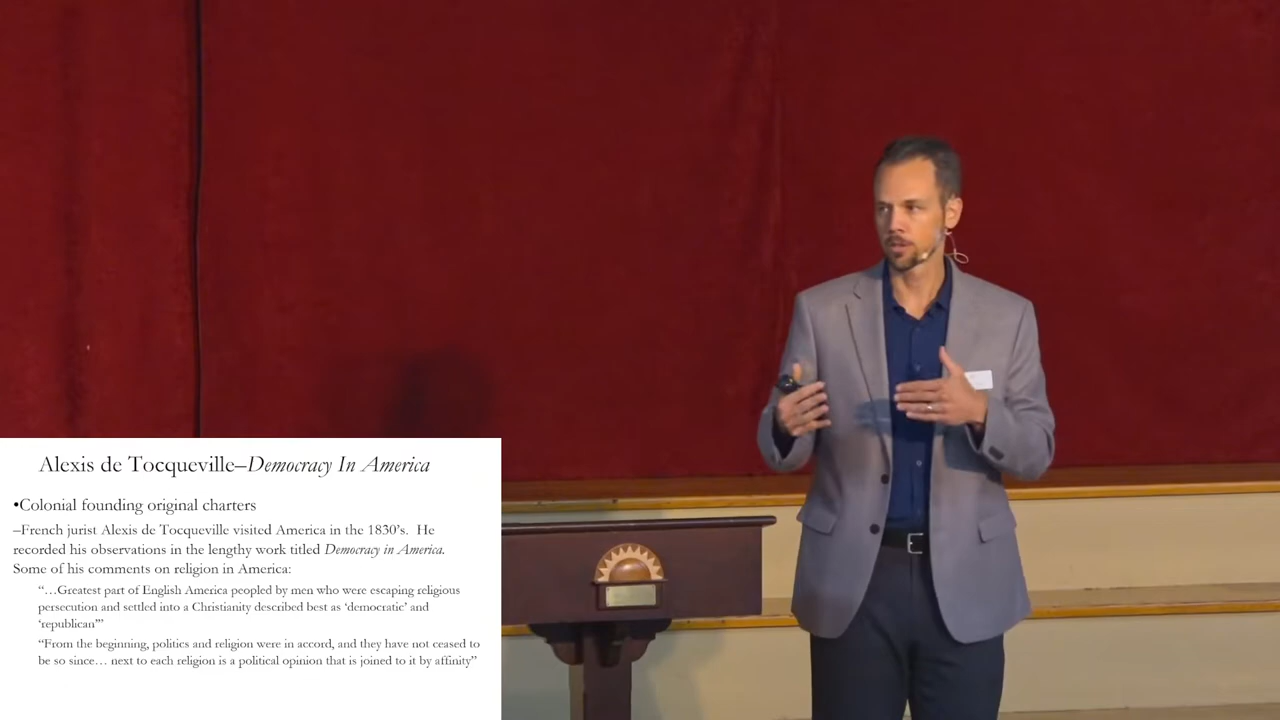 Alexis de Tocqueville–Democracy In America
•Colonial founding original charters
–French jurist Alexis de Tocqueville visited America in the 1830’s. He
recorded his observations in the lengthy work titled Democracy in America.
Some of his comments on religion in America:
“…Greatest part of English America peopled by men who were escaping religious
persecution and settled into a Christianity described best as ‘democratic’ and
‘republican’”
“From the beginning, politics and religion were in accord, and they have not ceased to
be so since… next to each religion is a political opinion that is joined to it by affinity”